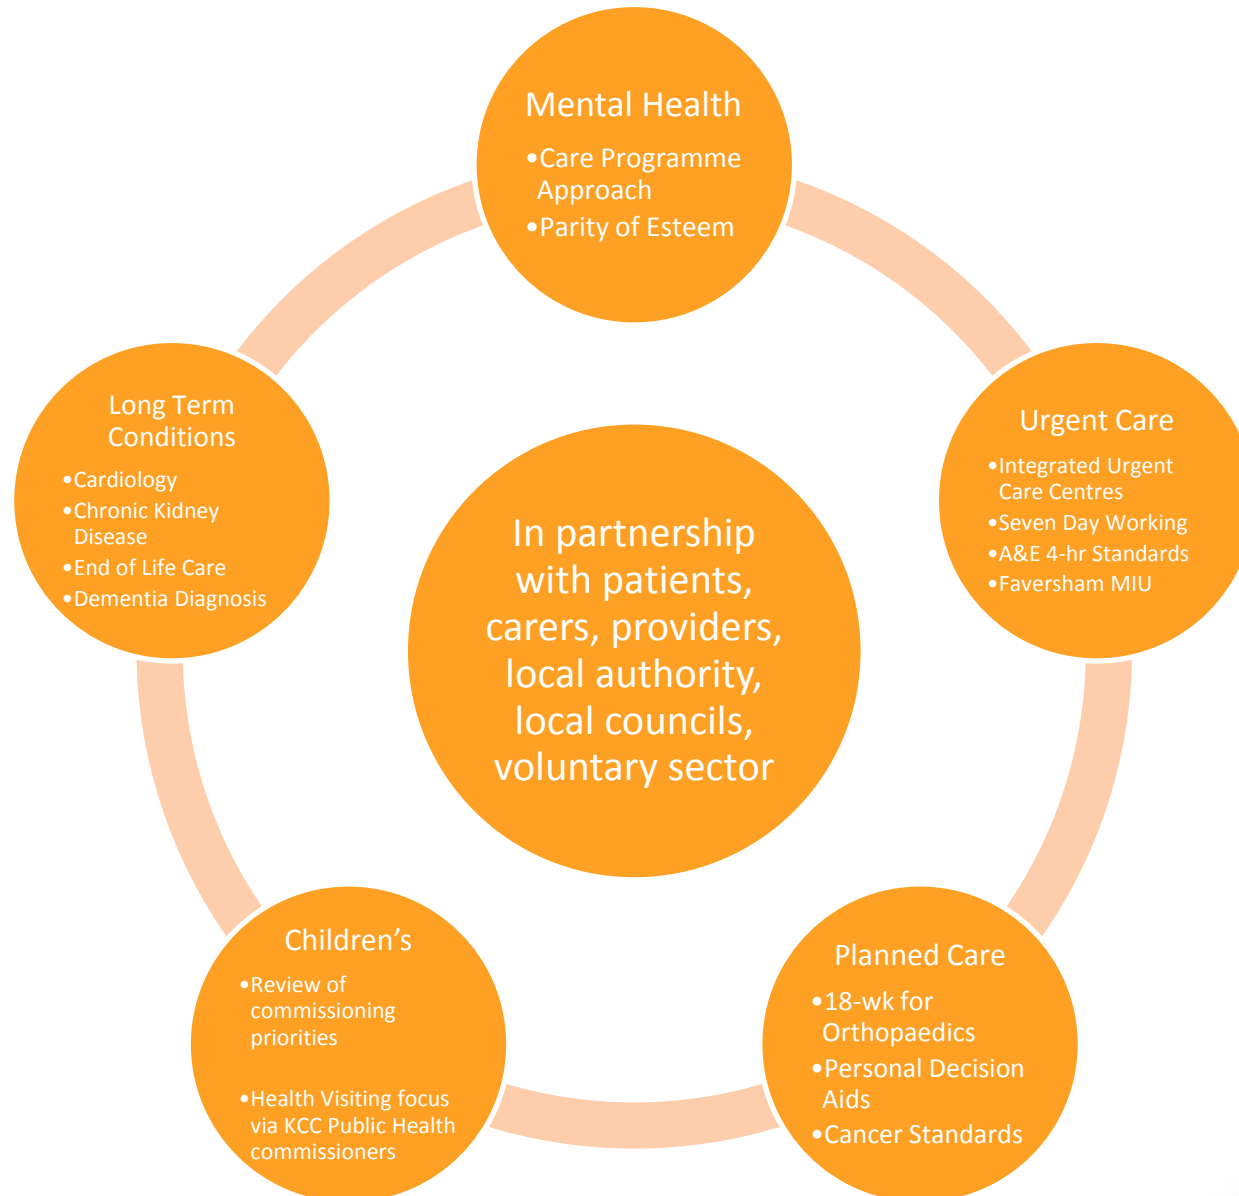 Mental Health
•Care Programme
Approach
•Parity of Esteem
Urgent Care
•Integrated Urgent
Care Centres
•Seven Day Working
•A&E 4-hr Standards
•Faversham MIU
Planned Care
•18-wk for
Orthopaedics
•Personal Decision
Aids
•Cancer Standards
Children’s
•Review of
commissioning
priorities
•Health Visiting focus
via KCC Public Health
commissioners
Long Term
Conditions
•Cardiology
•Chronic Kidney
Disease
•End of Life Care
•Dementia Diagnosis
In partnership
with patients,
carers, providers,
local authority,
local councils,
voluntary sector